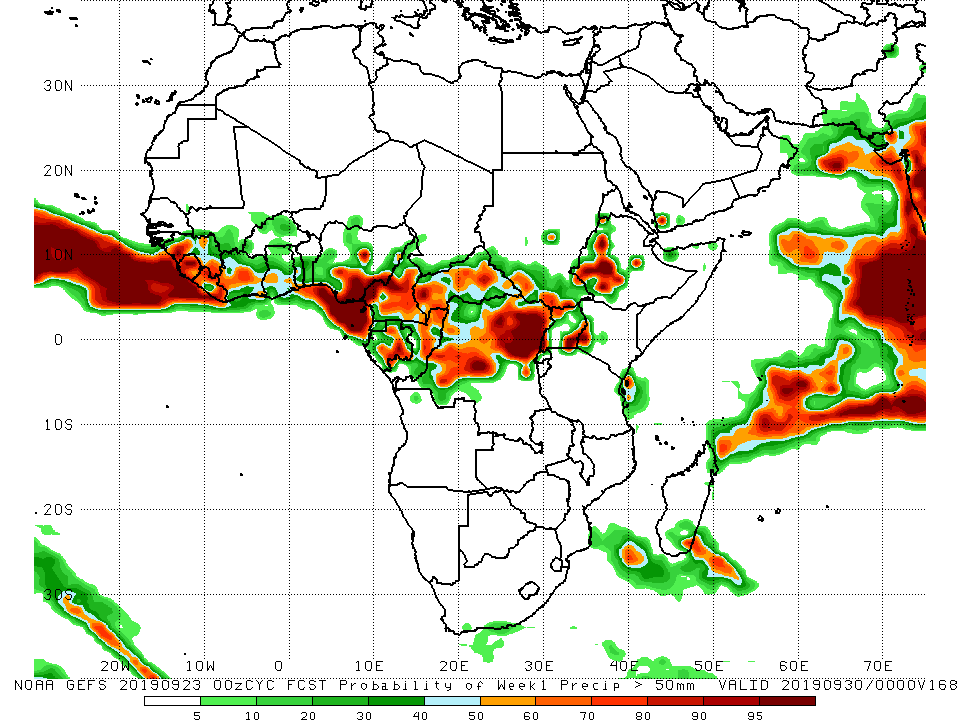 30N
20N
10N
0
10S
20S
30S
20W 10W 0 10E 20E 30E 40E 50E 60E 70E
NOAA GEFS 20190923 00zCYC FCST Probability of Week1 Precip > 50mm VALID 20190930/0000V168
5 10 20 30 40 50 60 70 80 90 95